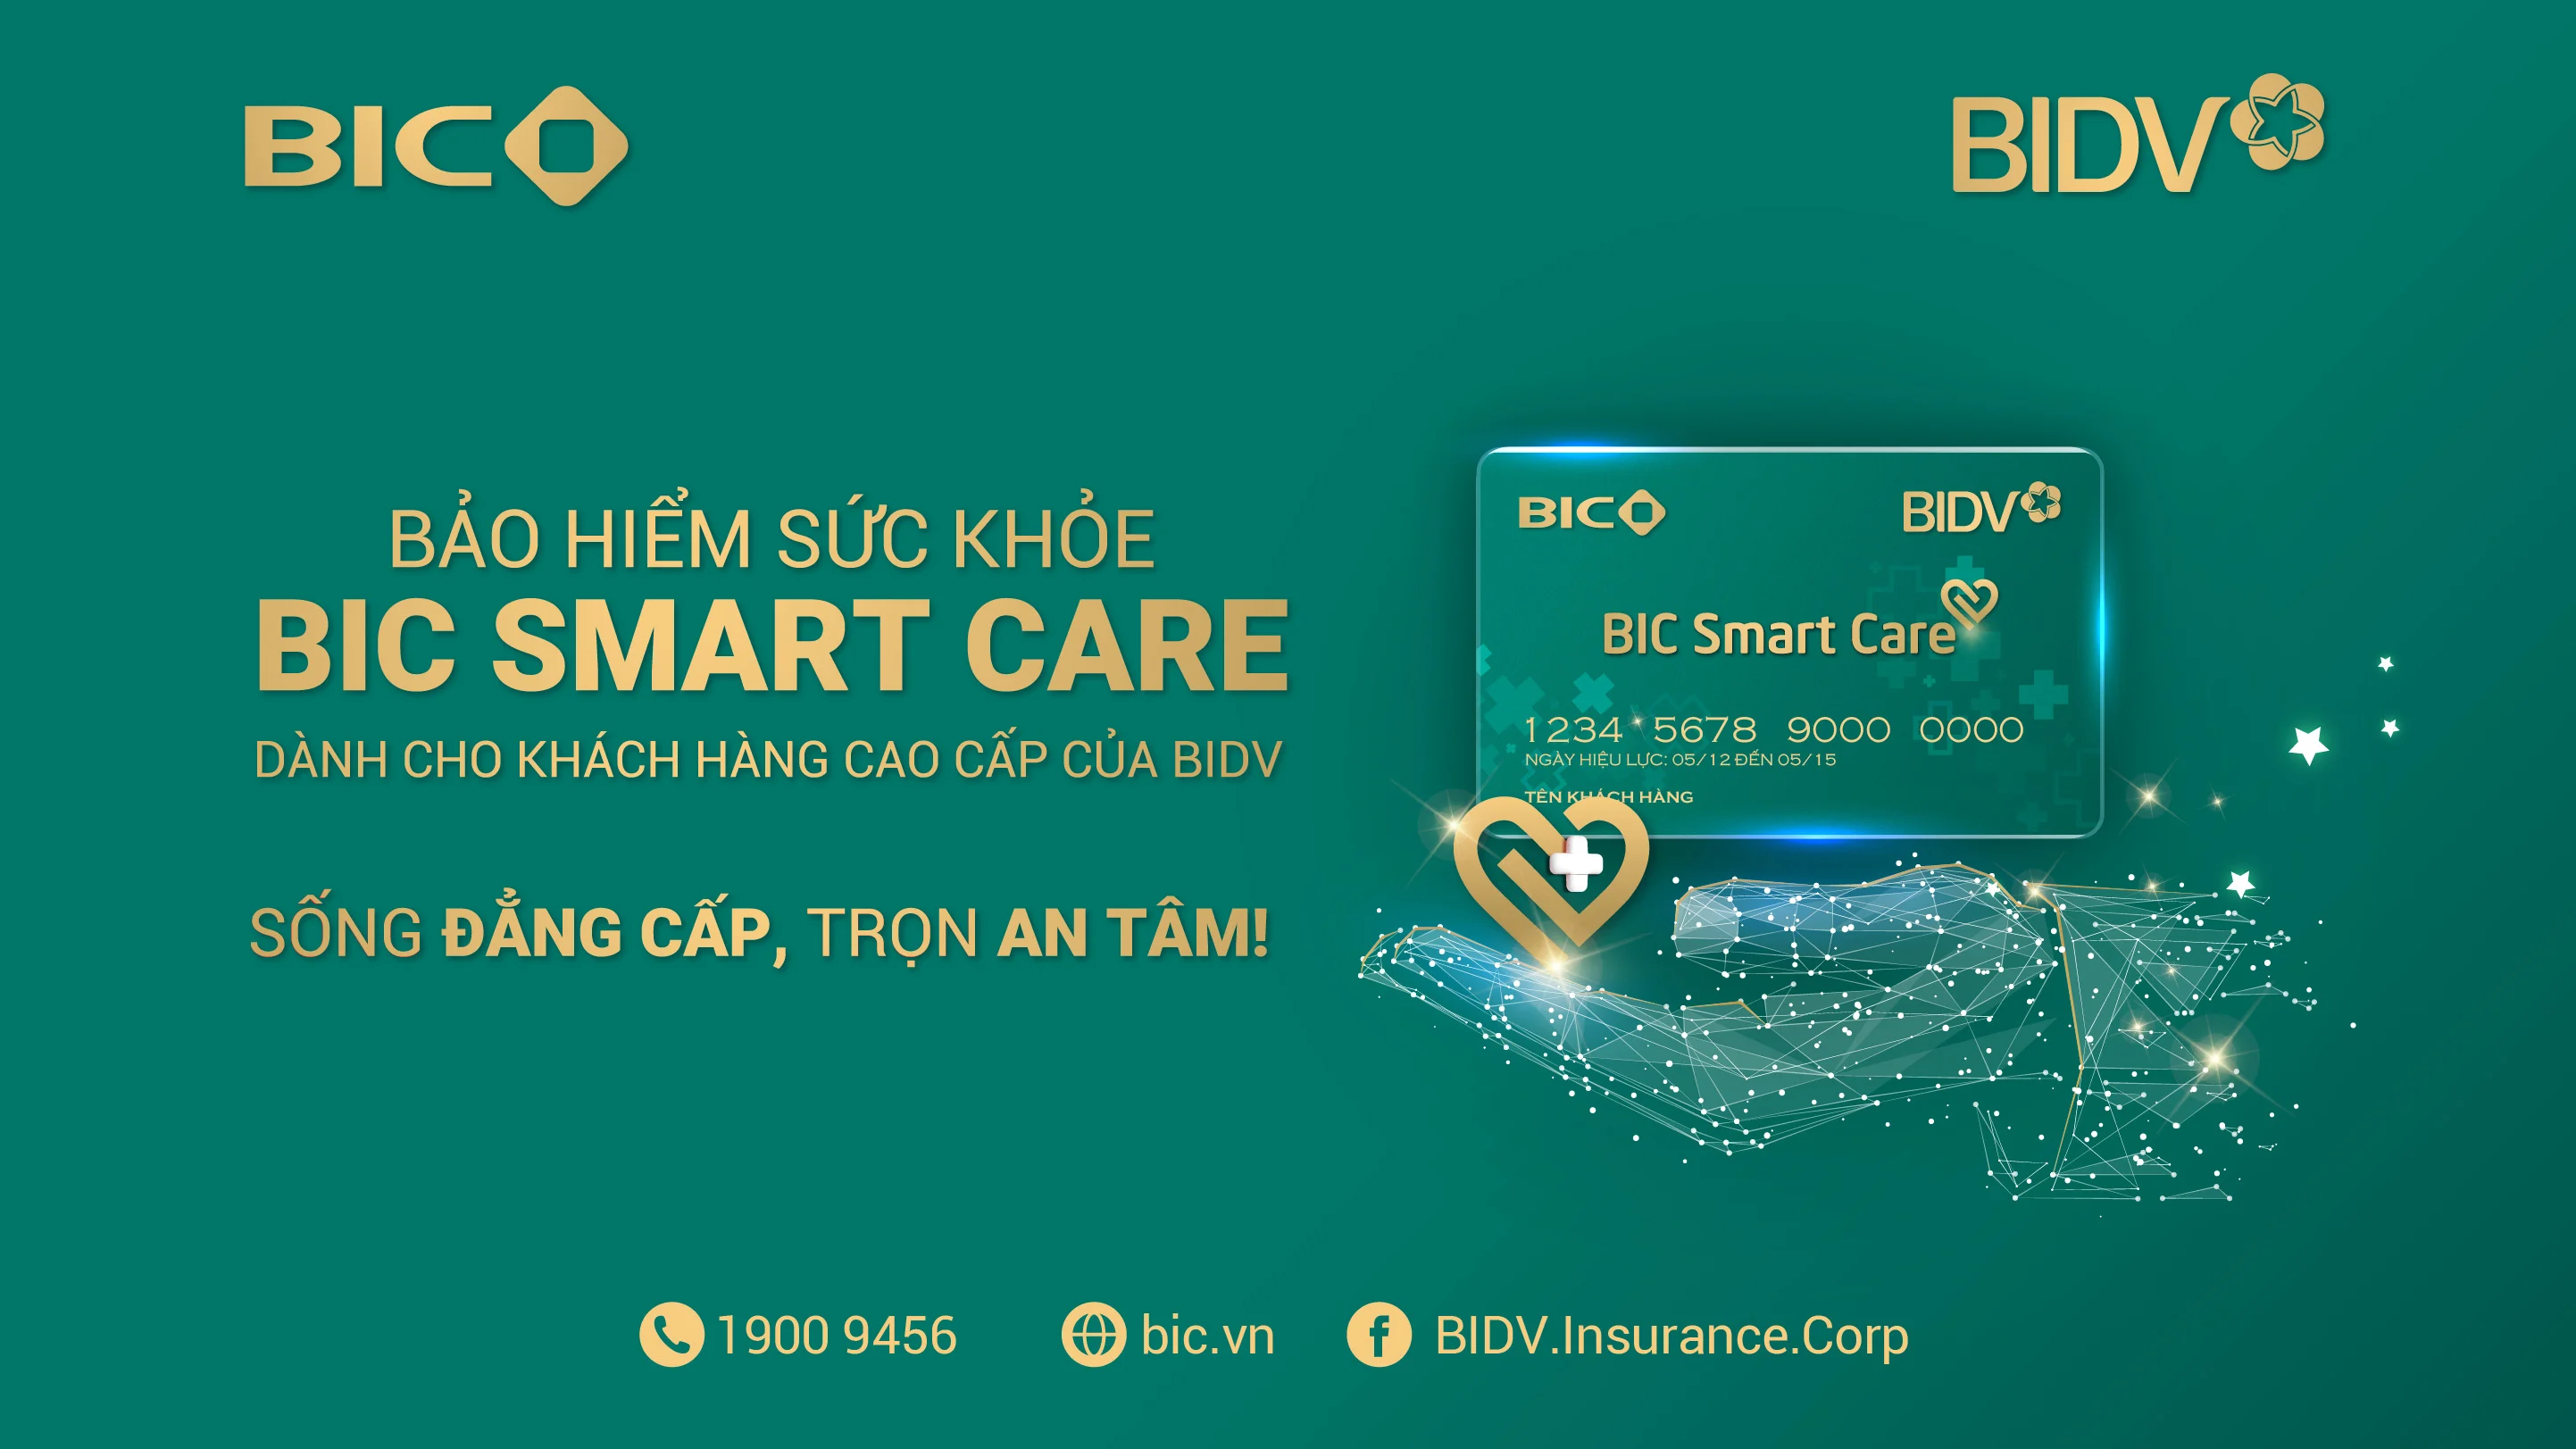 BIC
BIDV
BẢO HIỂM SỨC KHỎE
BIC SMART CARE
DÀNH CHO KHÁCH HÀNG CAO CẤP CỦA BIDV
SỐNG ĐẲNG CẤP, TRỌN AN TÂM!
BIC
BIDV
BIC Smart Care
1234 5678 9000 0000
NGÀY HIỆU LỰC: 05/12 ĐẾN 05/15
TÊN KHÁCH HÀNG
1900 9456
bic.vn
BIDV.Insurance.Corp